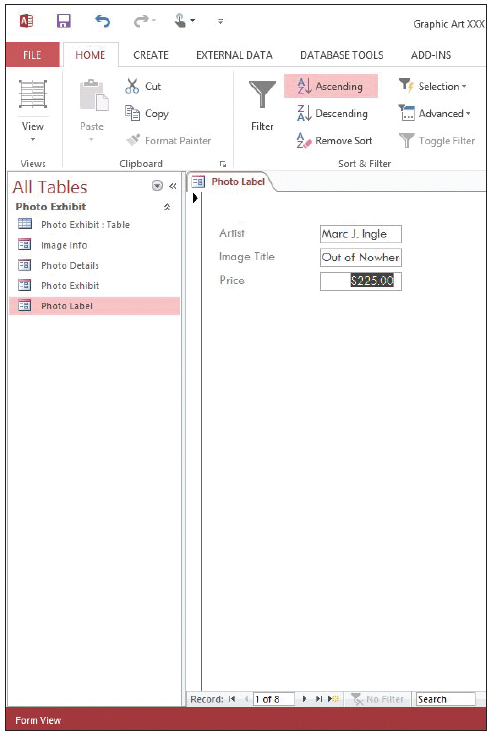 Graphic Art XXX
FILE HOME CREATE EXTERNAL DATA DATABASE TOOLS ADD-INS
View
Views
Paste
Cut
Copy
Format Painter
Clipboard
Filter
Ascending
Descending
Remove Sort
Selection
Advanced
Toggle Filter
Sort & Filter
All Tables
Photo Exhibit
Photo Exhibit : Table
Image Info
Photo Details
Photo Exhibit
Photo Label
Photo Label
Artist Marc J. Ingle
Image Title Out of Nowher
Price $225.00
Record: 1 of 8 No Filter Search
Form View